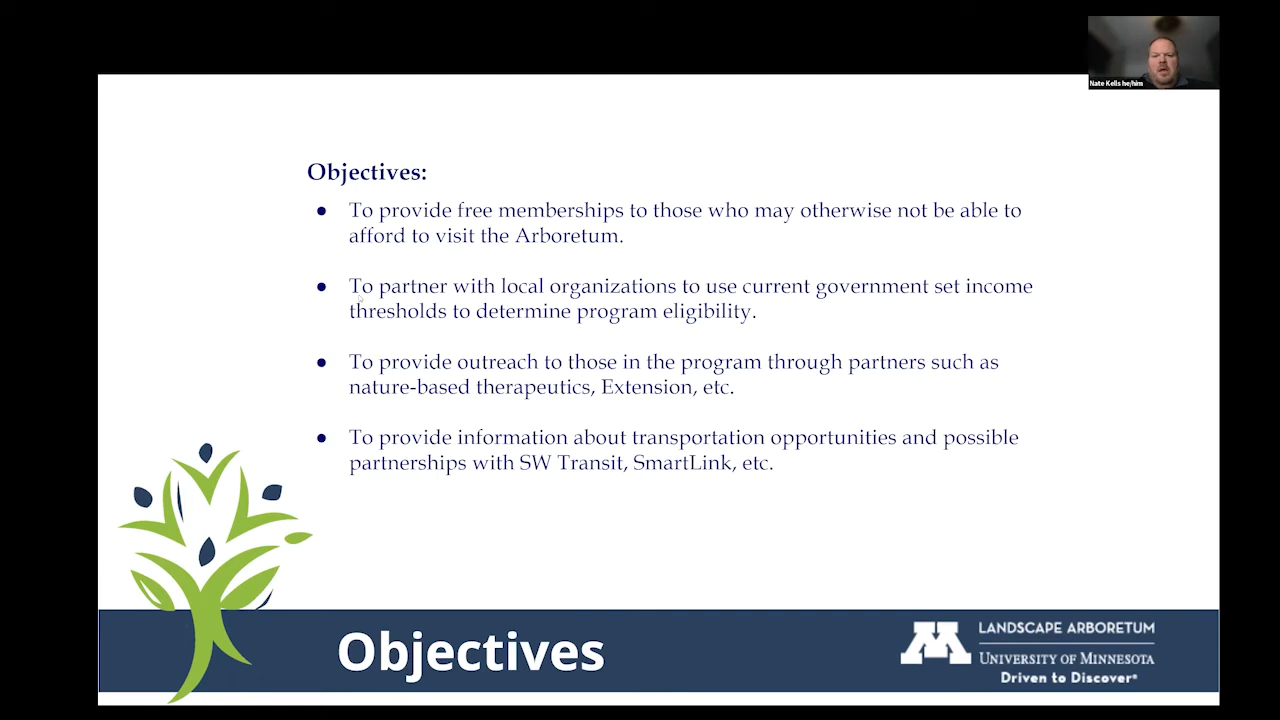 Nate Kells he/him
Objectives:
● To provide free memberships to those who may otherwise not be able to
afford to visit the Arboretum.
● To partner with local organizations to use current government set income
thresholds to determine program eligibility.
● To provide outreach to those in the program through partners such as
nature-based therapeutics, Extension, etc.
● To provide information about transportation opportunities and possible
partnerships with SW Transit, SmartLink, etc.
Objectives
M
LANDSCAPE ARBORETUM
UNIVERSITY OF MINNESOTA
Driven to Discover®